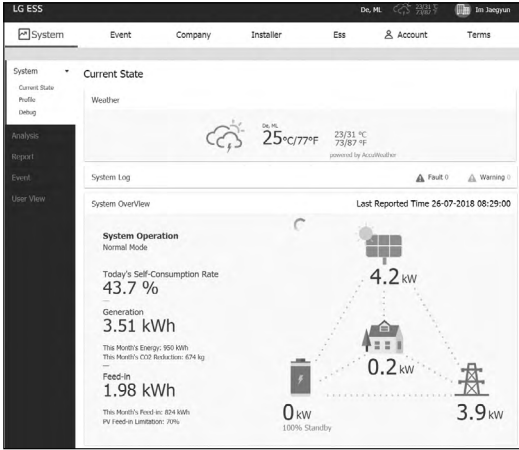 LG ESS
De, ML 23/31 °C 73/87 °F Im Jaegyun
System Event Company Installer Ess Account Terms
System
Current State
Profile
Debug
Analysis
Report
Event
User View
Current State
Weather
De, ML
25°C/77°F
23/31 °C
73/87 °F
powered by AccuWeather
System Log
Fault 0 Warning 0
System OverView
Last Reported Time 26-07-2018 08:29:00
System Operation
Normal Mode
Today's Self-Consumption Rate
43.7 %
Generation
3.51 kWh
This Month's Energy: 950 kWh
This Month's CO2 Reduction: 674 kg
Feed-in
1.98 kWh
This Month's Feed-in: 824 kWh
PV Feed-in Limitation: 70%
4.2 kW
0.2 kW
0 kW
100% Standby
3.9 kW